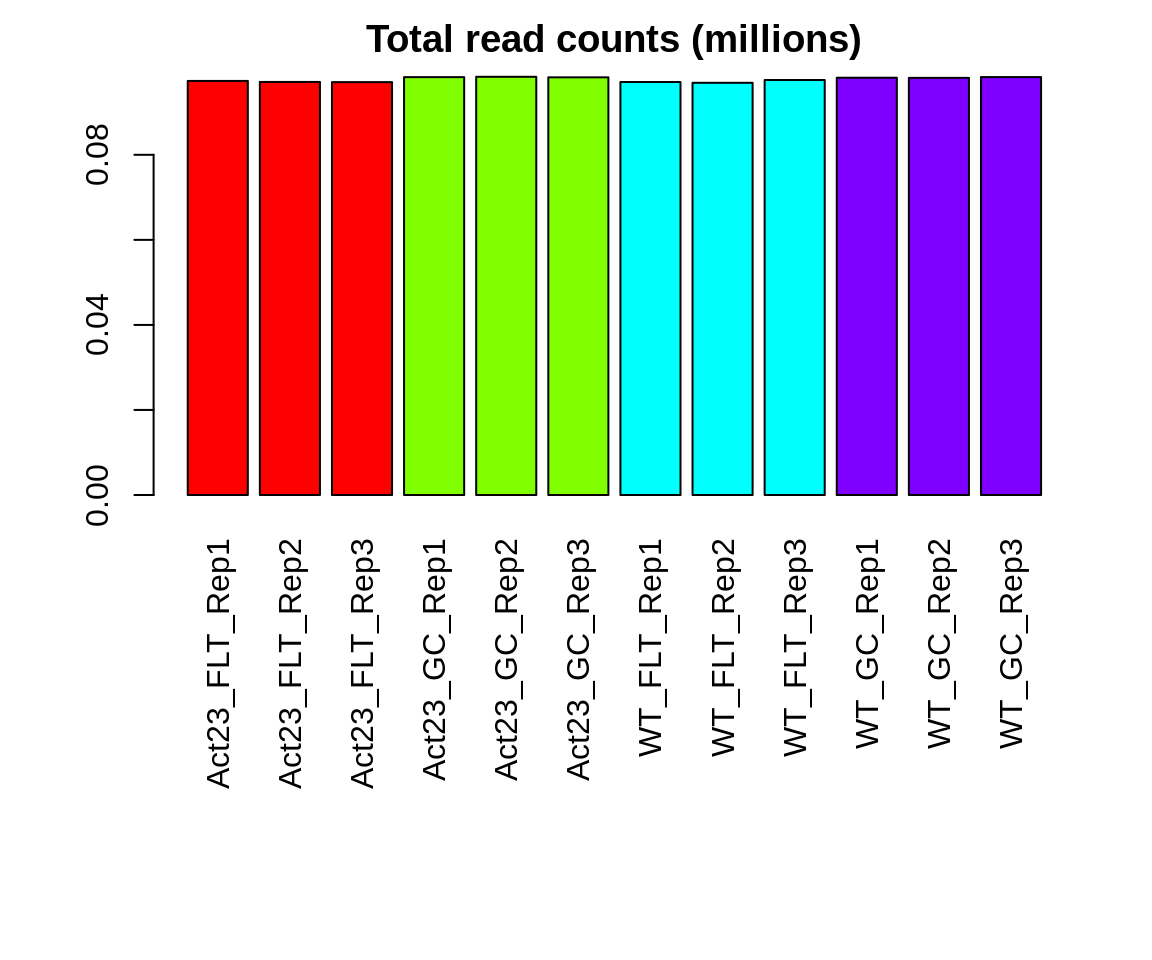 Total read counts (millions)
0.08
0.04
0.00
Act23_FLT_Rep1
Act23_FLT_Rep2
Act23_FLT_Rep3
Act23_GC_Rep1
Act23_GC_Rep2
Act23_GC_Rep3
WT_FLT_Rep1
WT_FLT_Rep2
WT_FLT_Rep3
WT_GC_Rep1
WT_GC_Rep2
WT_GC_Rep3